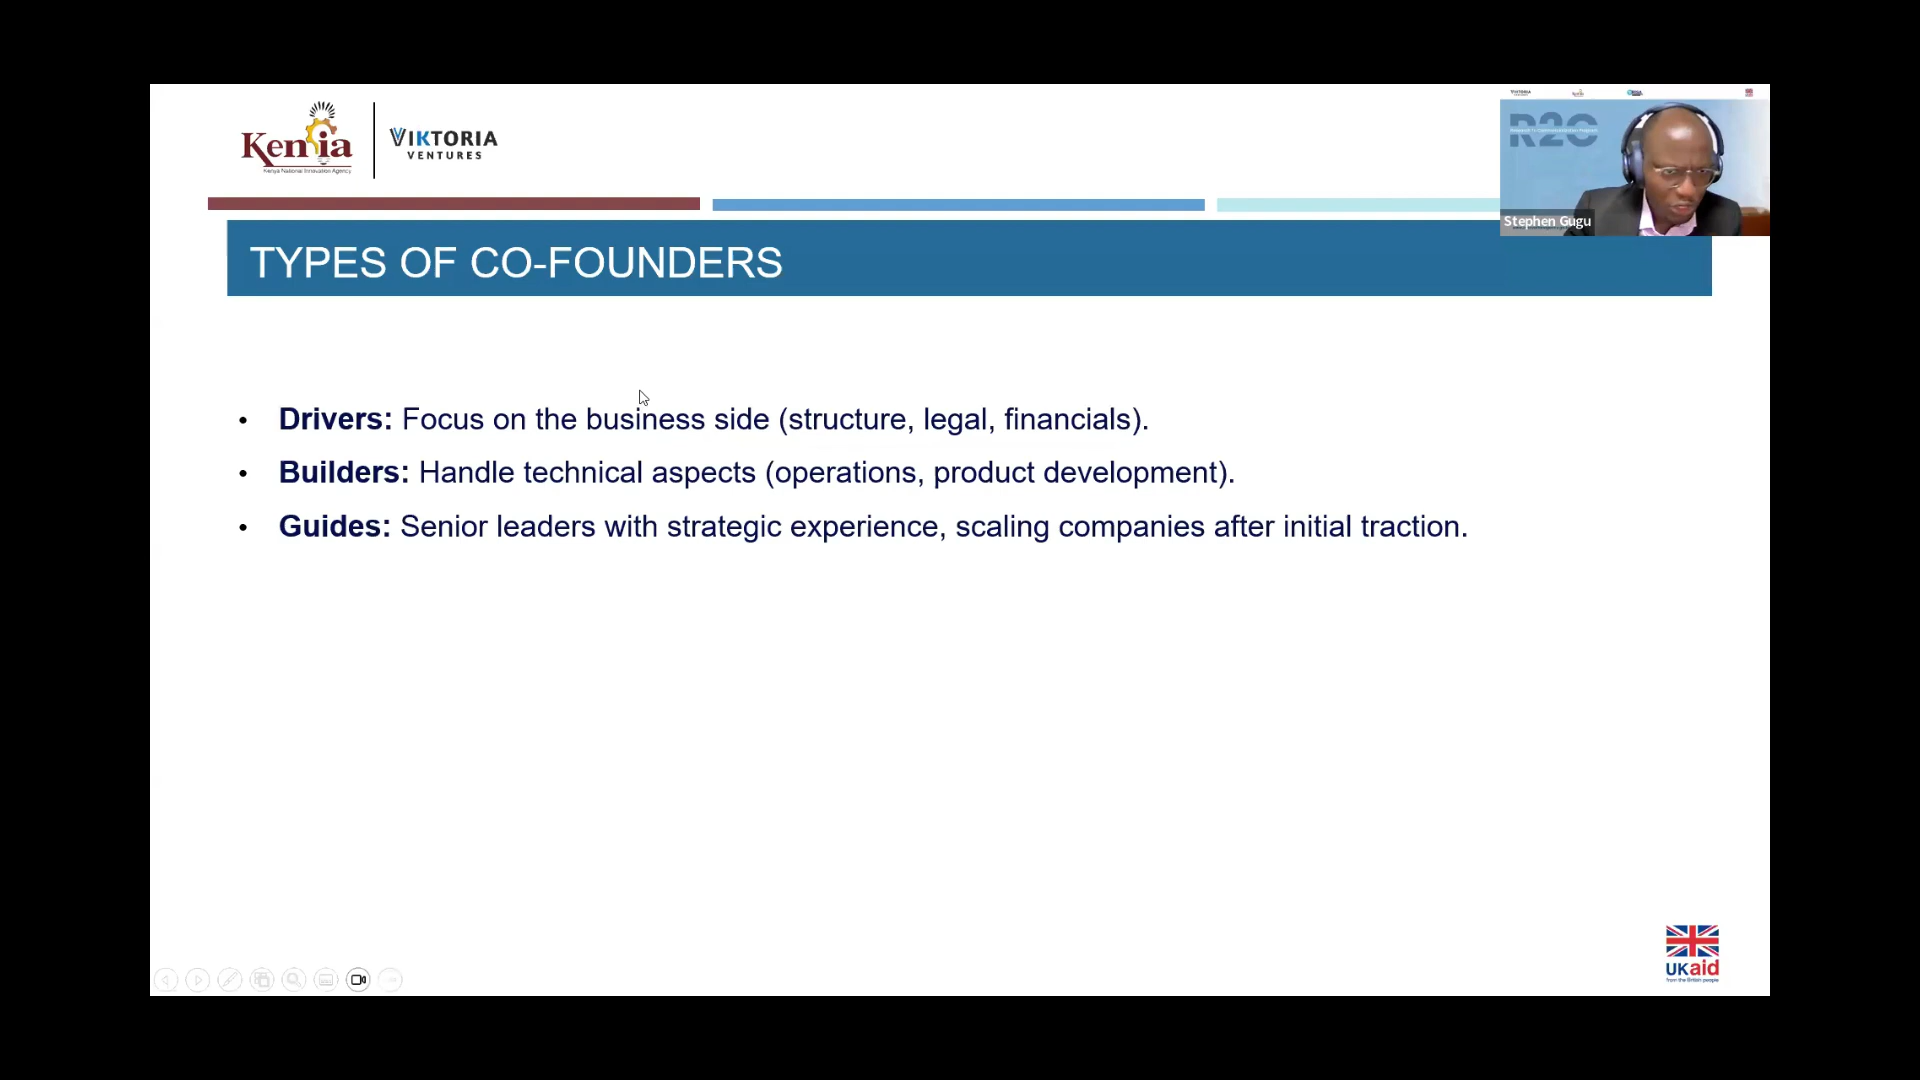 Kenia
Kenya National Innovation Agency
VIKTORIA
VENTURES
R2C
Stephen Gugu
TYPES OF CO-FOUNDERS
• Drivers: Focus on the business side (structure, legal, financials).
• Builders: Handle technical aspects (operations, product development).
• Guides: Senior leaders with strategic experience, scaling companies after initial traction.
UKaid
from the British people